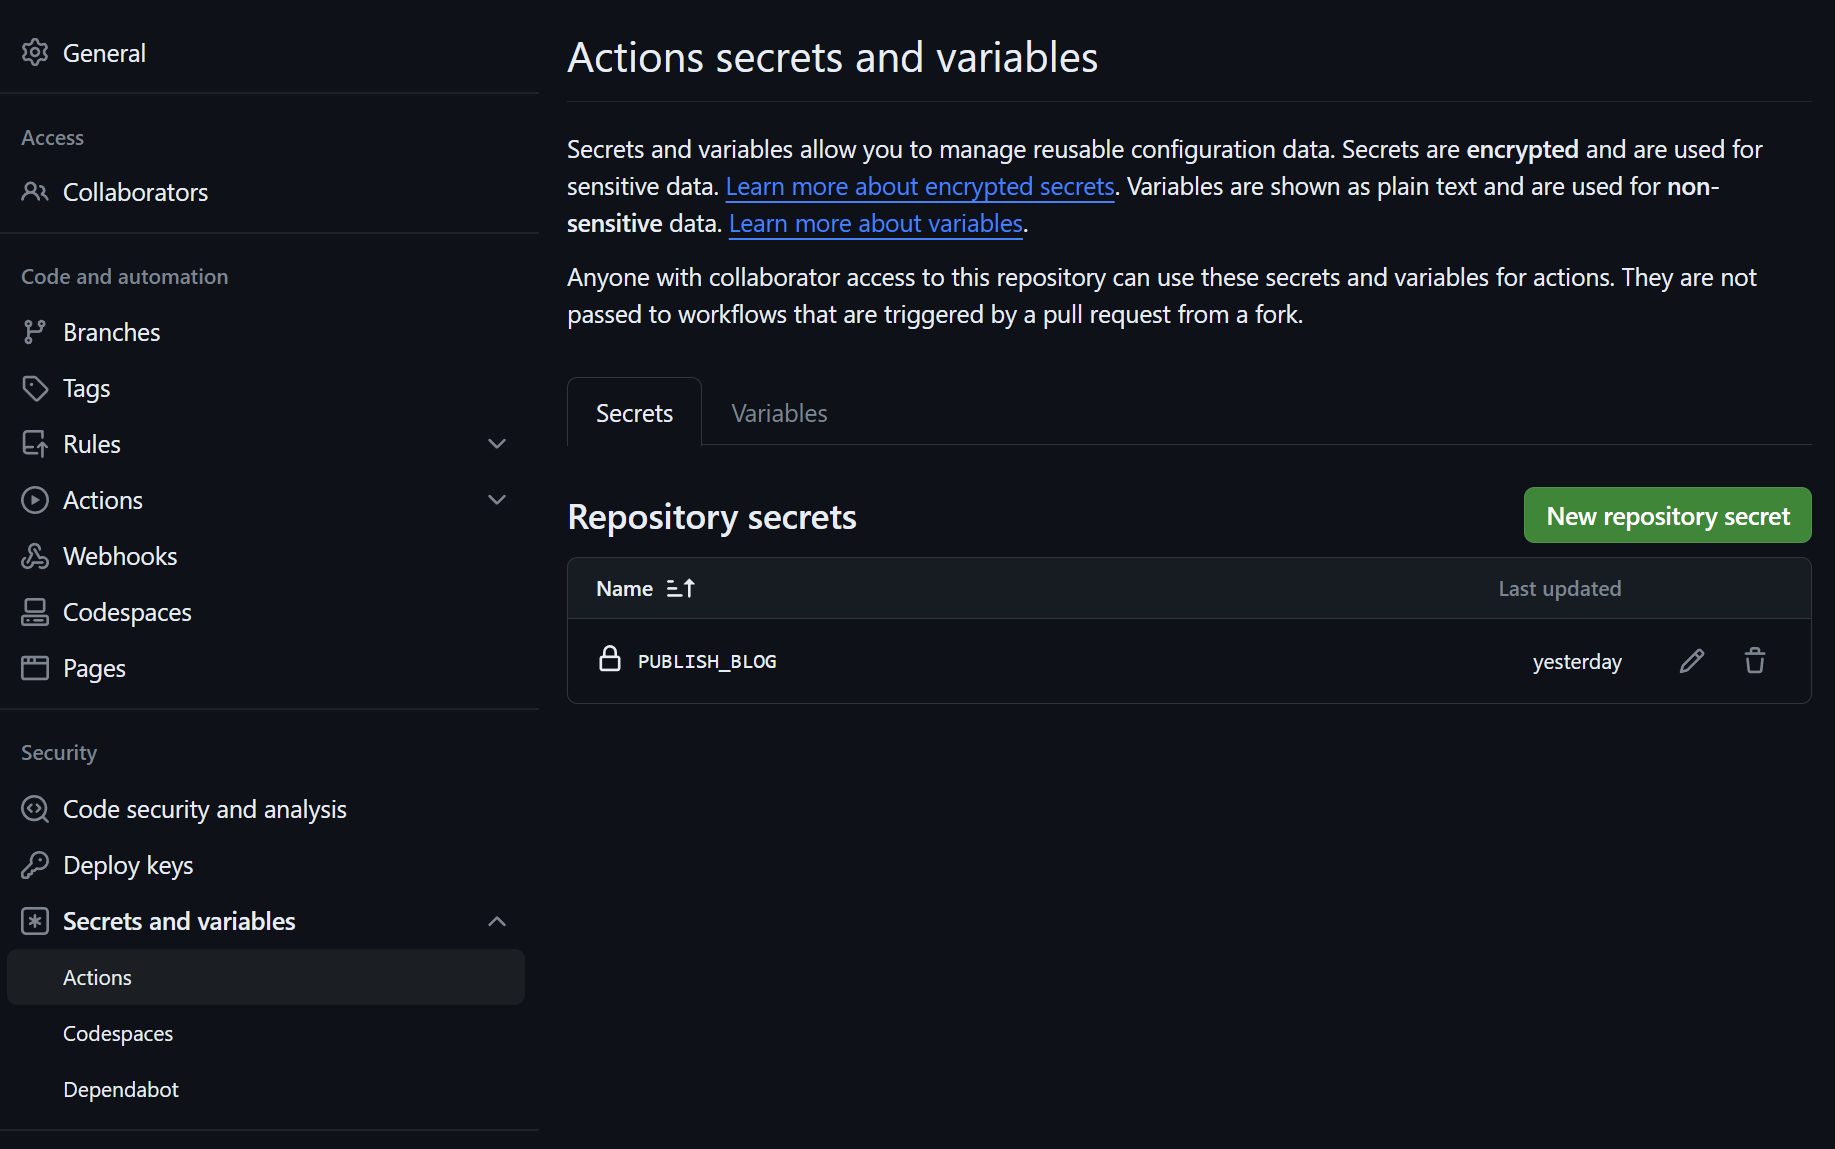 General
Access
Collaborators
Code and automation
Branches
Tags
Rules
Actions
Webhooks
Codespaces
Pages
Security
Code security and analysis
Deploy keys
Secrets and variables
Actions
Codespaces
Dependabot
Actions secrets and variables
Secrets and variables allow you to manage reusable configuration data. Secrets are encrypted and are used for
sensitive data. Learn more about encrypted secrets. Variables are shown as plain text and are used for non-
sensitive data. Learn more about variables.
Anyone with collaborator access to this repository can use these secrets and variables for actions. They are not
passed to workflows that are triggered by a pull request from a fork.
Secrets Variables
Repository secrets New repository secret
Name Last updated
PUBLISH_BLOG yesterday